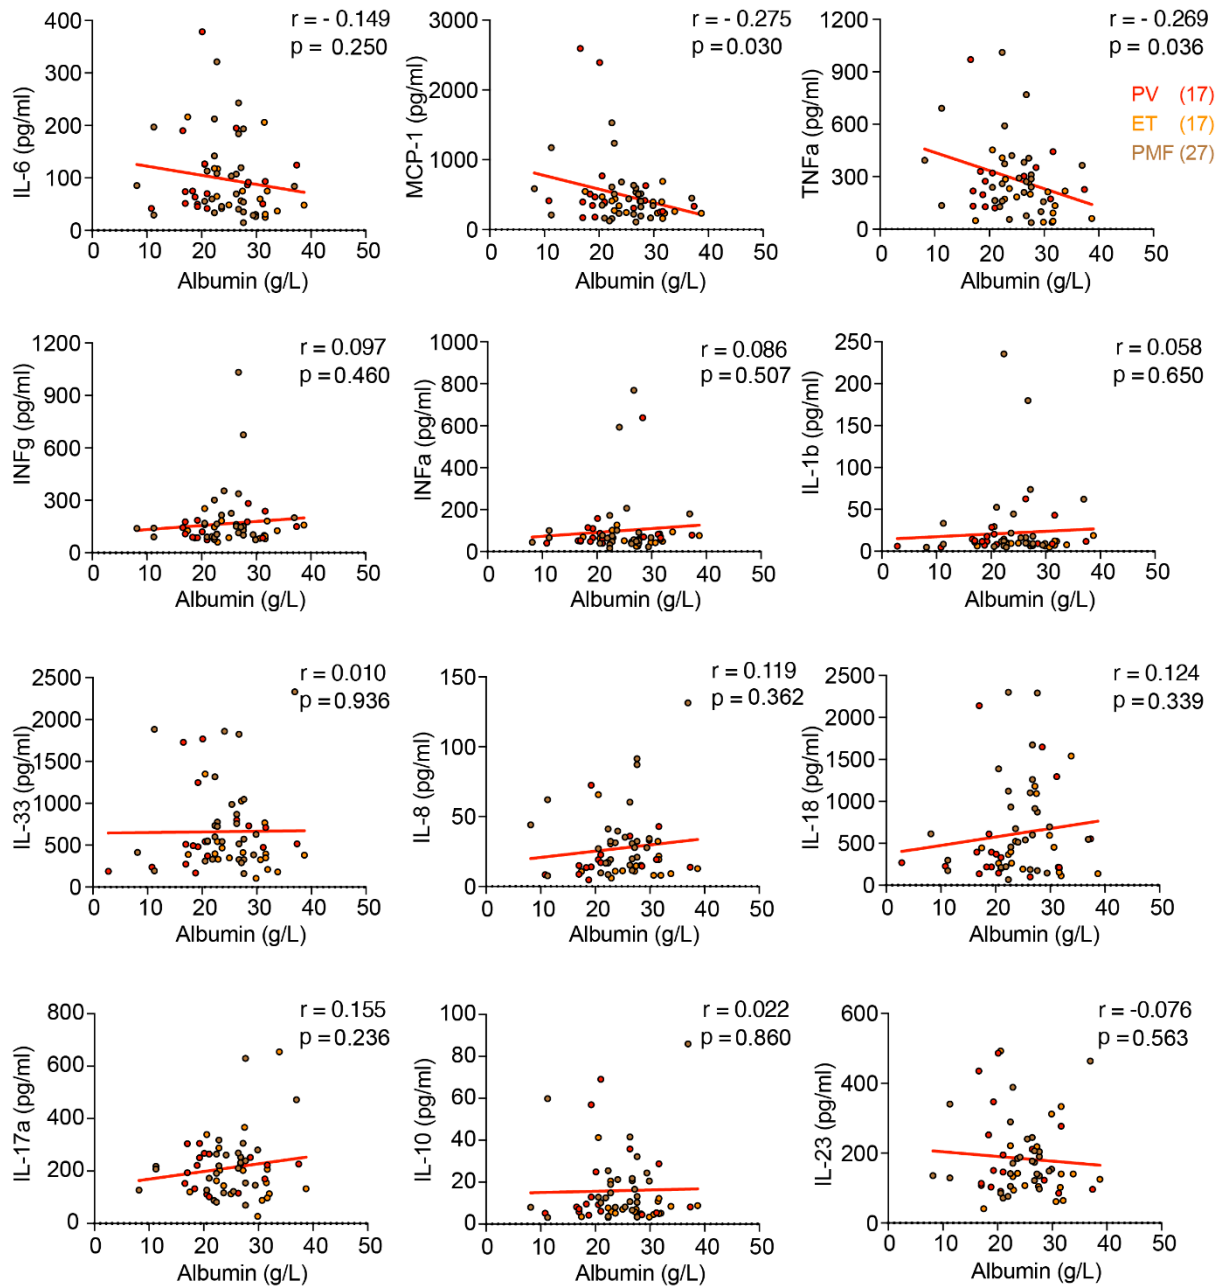 r = - 0.149
p = 0.250
IL-6 (pg/ml)
400
300
200
100
0
0 10 20 30 40 50
Albumin (g/L)
r = - 0.275
p = 0.030
MCP-1 (pg/ml)
3000
2000
1000
0
0 10 20 30 40 50
Albumin (g/L)
r = - 0.269
p = 0.036
TNFa (pg/ml)
1200
900
600
300
0
0 10 20 30 40 50
Albumin (g/L)
PV (17)
ET (17)
PMF (27)
r = 0.097
p = 0.460
INFg (pg/ml)
1200
900
600
300
0
0 10 20 30 40 50
Albumin (g/L)
r = 0.086
p = 0.507
INFa (pg/ml)
1000
800
600
400
200
0
0 10 20 30 40 50
Albumin (g/L)
r = 0.058
p = 0.650
IL-1b (pg/ml)
250
200
150
100
50
0
0 10 20 30 40 50
Albumin (g/L)
r = 0.010
p = 0.936
IL-33 (pg/ml)
2500
2000
1500
1000
500
0
0 10 20 30 40 50
Albumin (g/L)
r = 0.119
p = 0.362
IL-8 (pg/ml)
150
100
50
0
0 10 20 30 40 50
Albumin (g/L)
r = 0.124
p = 0.339
IL-18 (pg/ml)
2500
2000
1500
1000
500
0
0 10 20 30 40 50
Albumin (g/L)
r = 0.155
p = 0.236
IL-17a (pg/ml)
800
600
400
200
0
0 10 20 30 40 50
Albumin (g/L)
r = 0.022
p = 0.860
IL-10 (pg/ml)
100
80
60
40
20
0
0 10 20 30 40 50
Albumin (g/L)
r = -0.076
p = 0.563
IL-23 (pg/ml)
600
400
200
0
0 10 20 30 40 50
Albumin (g/L)